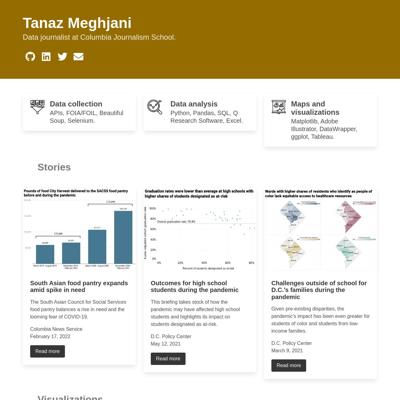 Tanaz Meghjani
Data journalist at Columbia Journalism School.
Data collection
APIs, FOIA/FOIL, Beautiful
Soup, Selenium.
Data analysis
Python, Pandas, SQL, Q
Research Software, Excel.
Maps and
visualizations
Matplotlib, Adobe
Illustrator, DataWrapper,
ggplot, Tableau.
Stories
Pounds of Food City Harvest delivered to the SACSS food pantry
before and during the pandemic
Graduation rates were lower than average at high schools with
higher shares of students designated as at-risk
Wards with higher shares of residents who identify as people of
color lack equitable access to healthcare resources
South Asian food pantry expands
amid spike in need
The South Asian Council for Social Services
food pantry balances a rise in need and the
looming fear of COVID-19.
Columbia News Service
February 17, 2022
Read more
Outcomes for high school
students during the pandemic
This briefing takes stock of how the
pandemic may have affected high school
students and highlights its impact on
students designated as at-risk.
D.C. Policy Center
May 12, 2021
Read more
Challenges outside of school for
D.C.'s families during the
pandemic
Given pre-existing disparities, the
pandemic's impact has been even greater for
students of color and students from low-
income families.
D.C. Policy Center
March 9, 2021
Read more
Visualizations